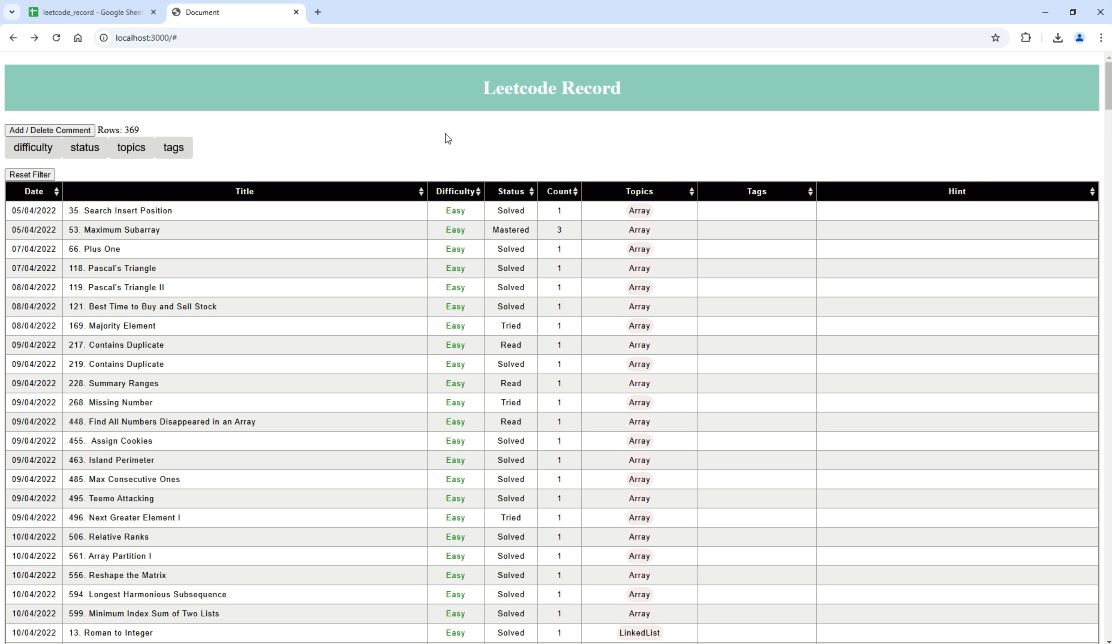 leetcode_record - Google Shee
Document
localhost:3000/#
Leetcode Record
Add / Delete Comment Rows: 369
difficulty status topics tags
Reset Filter
Date Title Difficulty Status Count Topics Tags Hint
05/04/2022 35. Search Insert Position Easy Solved 1 Array
05/04/2022 53. Maximum Subarray Easy Mastered 3 Array
07/04/2022 66. Plus One Easy Solved 1 Array
07/04/2022 118. Pascal's Triangle Easy Solved 1 Array
08/04/2022 119. Pascal's Triangle II Easy Solved 1 Array
08/04/2022 121. Best Time to Buy and Sell Stock Easy Solved 1 Array
08/04/2022 169. Majority Element Easy Tried 1 Array
09/04/2022 217. Contains Duplicate Easy Read 1 Array
09/04/2022 219. Contains Duplicate Easy Solved 1 Array
09/04/2022 228. Summary Ranges Easy Read 1 Array
09/04/2022 268. Missing Number Easy Tried 1 Array
09/04/2022 448. Find All Numbers Disappeared in an Array Easy Read 1 Array
09/04/2022 455. Assign Cookies Easy Solved 1 Array
09/04/2022 463. Island Perimeter Easy Solved 1 Array
09/04/2022 485. Max Consecutive Ones Easy Solved 1 Array
09/04/2022 495. Teemo Attacking Easy Solved 1 Array
09/04/2022 496. Next Greater Element I Easy Tried 1 Array
10/04/2022 506. Relative Ranks Easy Solved 1 Array
10/04/2022 561. Array Partition I Easy Solved 1 Array
10/04/2022 556. Reshape the Matrix Easy Solved 1 Array
10/04/2022 594. Longest Harmonious Subsequence Easy Solved 1 Array
10/04/2022 599. Minimum Index Sum of Two Lists Easy Solved 1 Array
10/04/2022 13. Roman to Integer Easy Solved 1 LinkedList